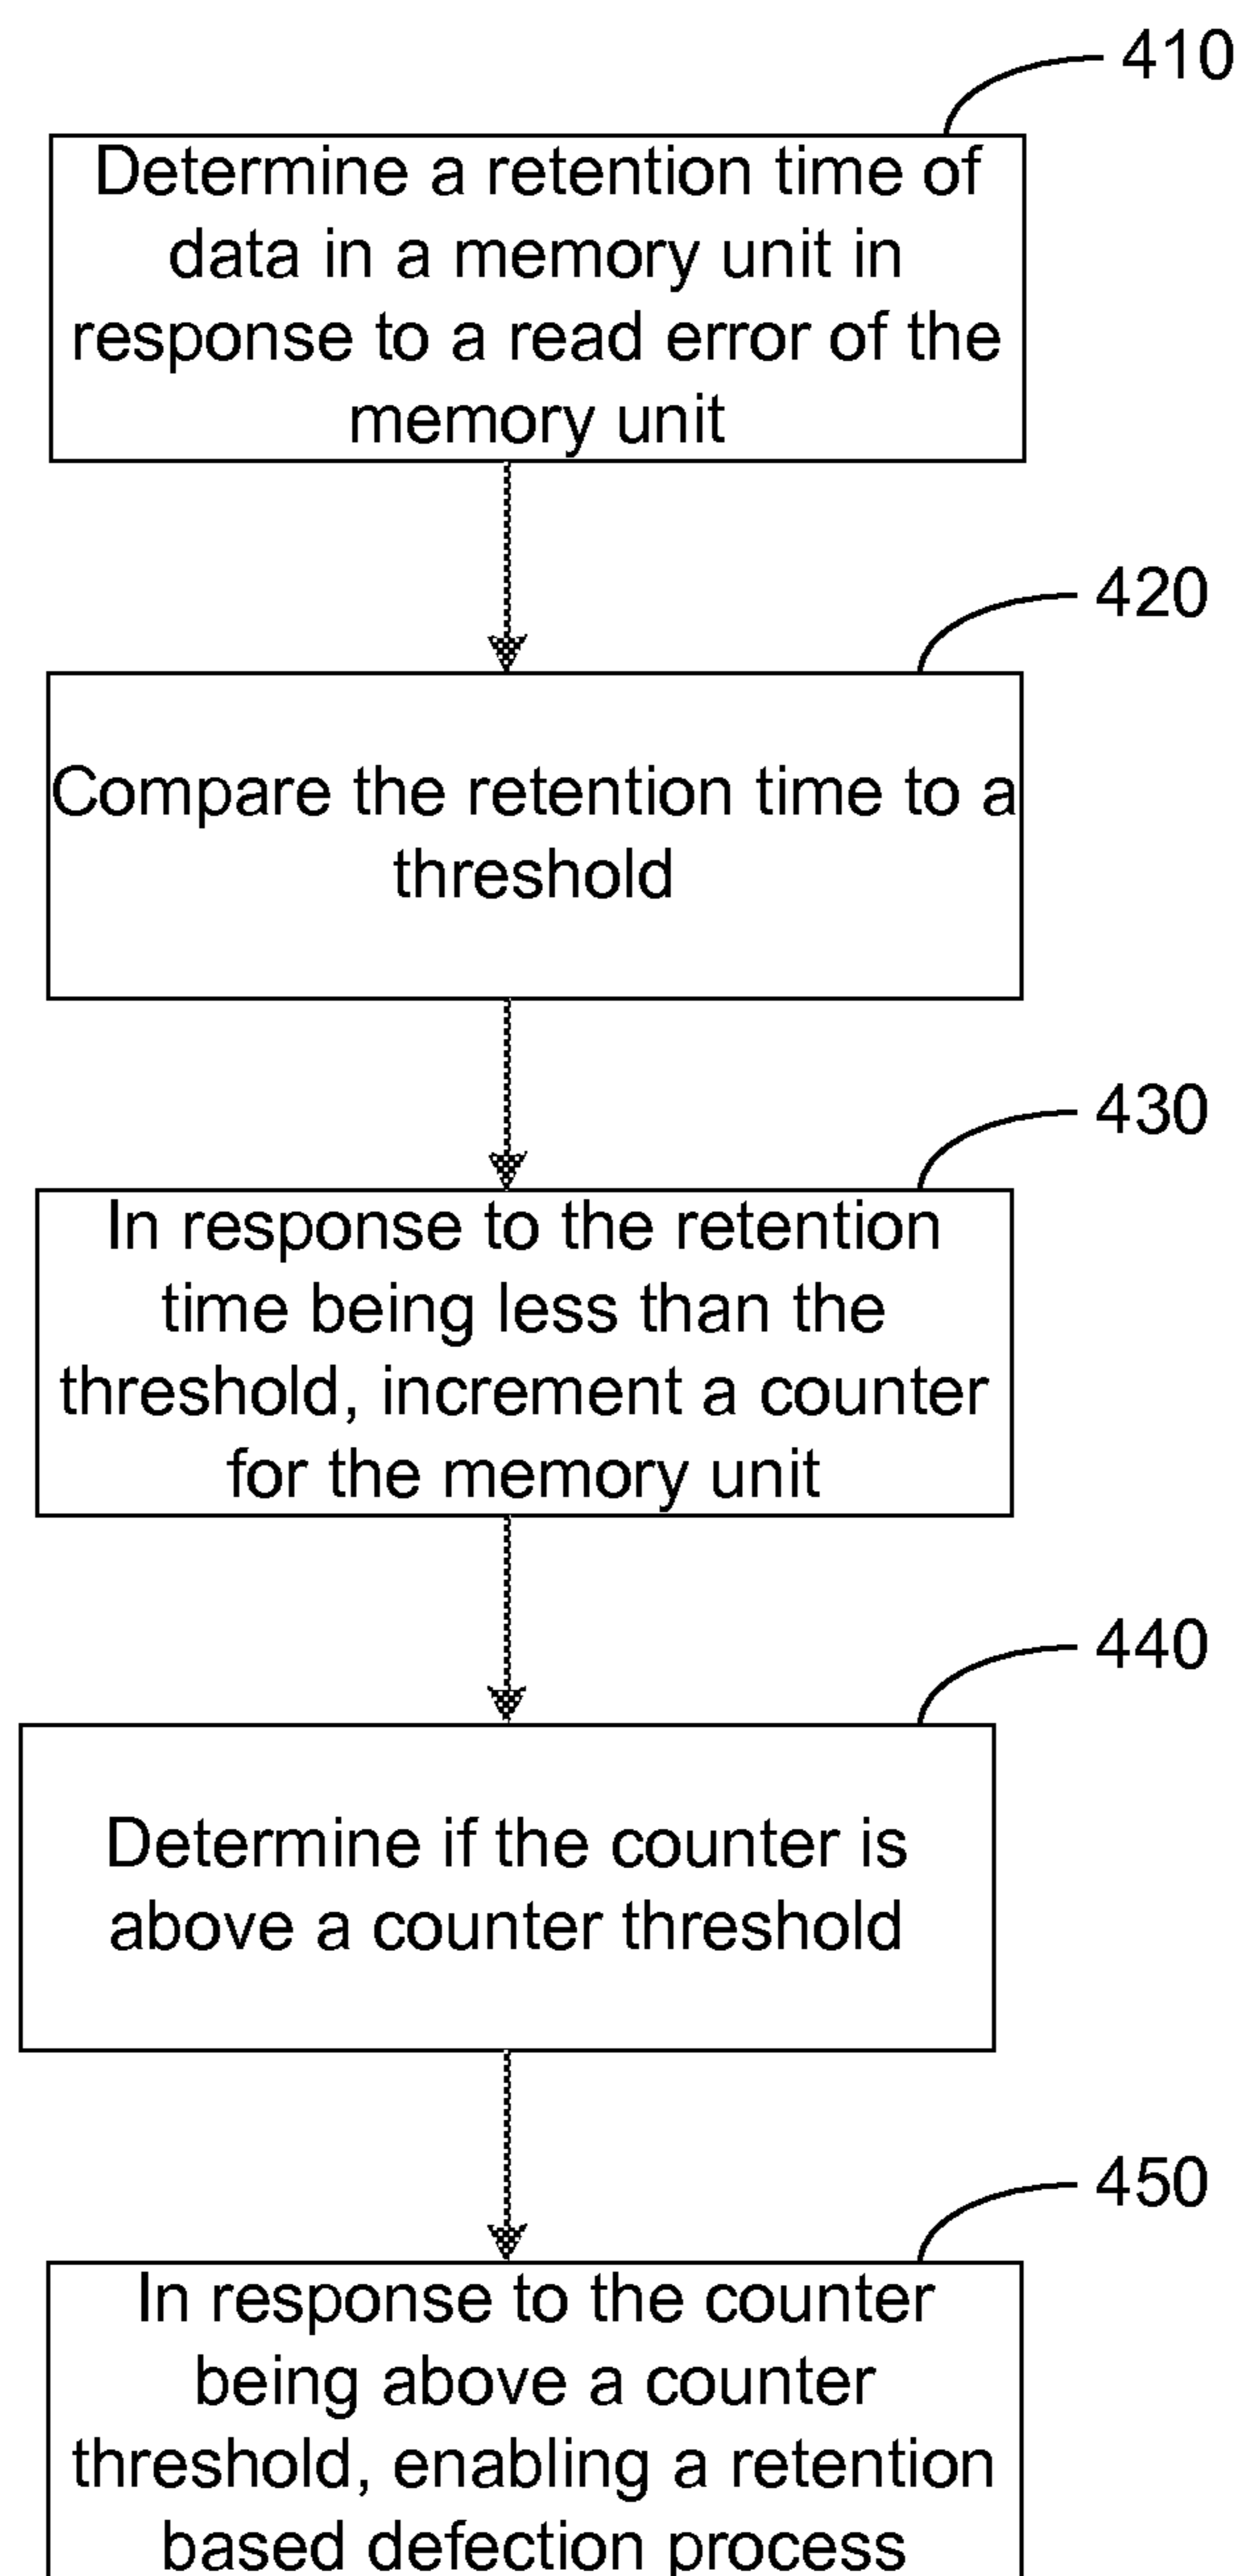 410
Determine a retention time of
data in a memory unit in
response to a read error of the
memory unit
420
Compare the retention time to a
threshold
430
In response to the retention
time being less than the
threshold, increment a counter
for the memory unit
440
Determine if the counter is
above a counter threshold
450
In response to the counter
being above a counter
threshold, enabling a retention
based defection process